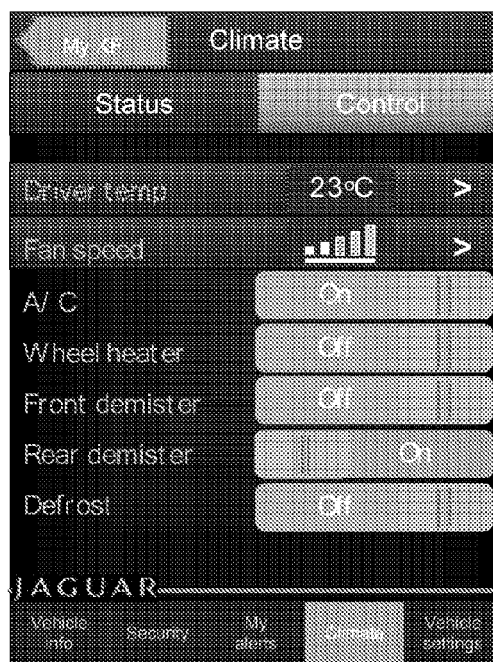 My XF Climate
Status Control
Driver temp 23°C >
Fan speed >
A/ C On
Wheel heater Off
Front demister Off
Rear demister On
Defrost Off
JAGUAR
Vehicle info Security My alerts Climate Vehicle settings